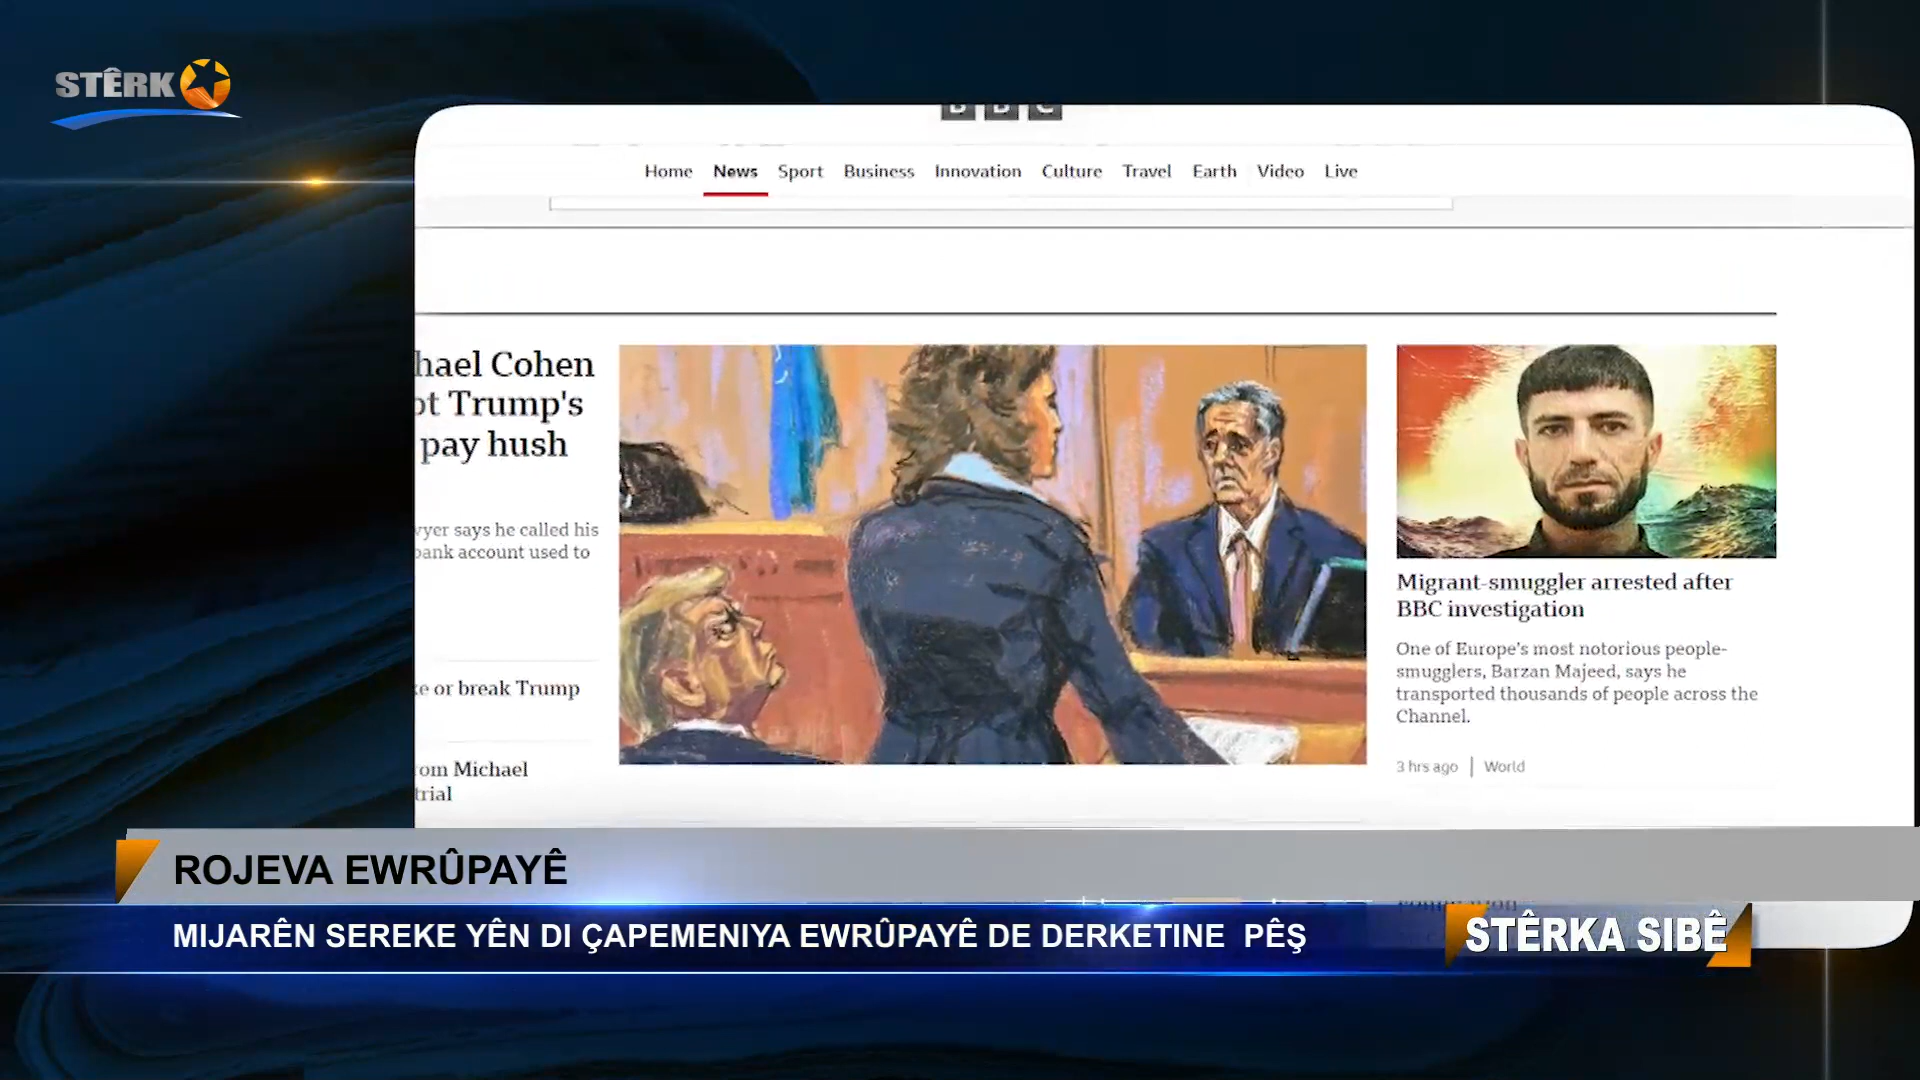 STÊRK
BBC
Home News Sport Business Innovation Culture Travel Earth Video Live
hael Cohen
ot Trump's
pay hush
yer says he called his
bank account used to
ke or break Trump
om Michael
trial
Migrant-smuggler arrested after
BBC investigation
One of Europe's most notorious people-
smugglers, Barzan Majeed, says he
transported thousands of people across the
Channel.
3 hrs ago | World
ROJEVA EWRÛPAYÊ
MIJARÊN SEREKE YÊN DI ÇAPEMENIYA EWRÛPAYÊ DE DERKETINE PÊŞ
STÊRKA SIBÊ